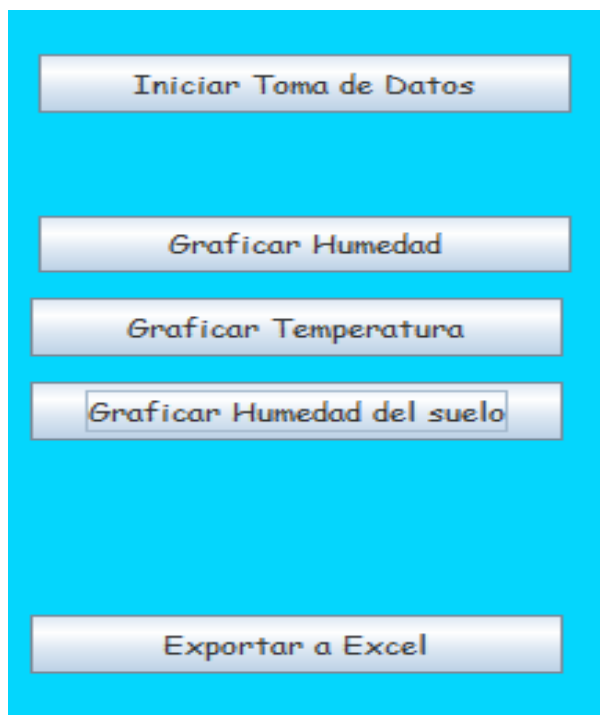 Iniciar Toma de Datos
Graficar Humedad
Graficar Temperatura
Graficar Humedad del suelo
Exportar a Excel